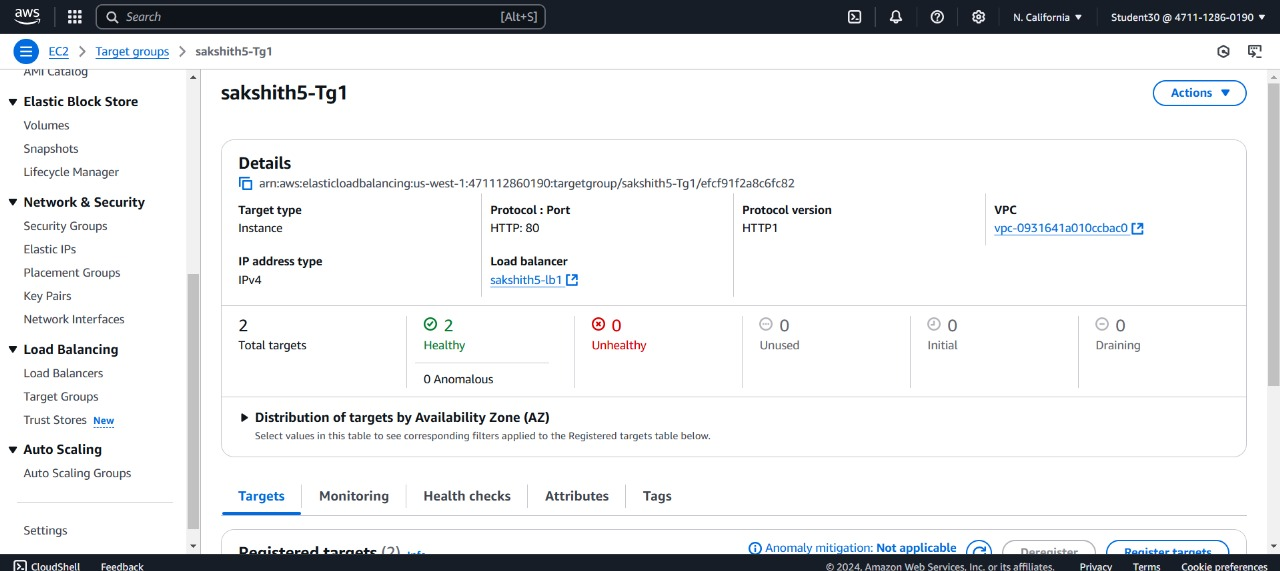 aws
Search [Alt+S]
N. California
Student30 @ 4711-1286-0190
EC2
Target groups
sakshith5-Tg1
AMI Catalog
Elastic Block Store
Volumes
Snapshots
Lifecycle Manager
Network & Security
Security Groups
Elastic IPs
Placement Groups
Key Pairs
Network Interfaces
Load Balancing
Load Balancers
Target Groups
Trust Stores New
Auto Scaling
Auto Scaling Groups
Settings
sakshith5-Tg1
Actions
Details
arn:aws:elasticloadbalancing:us-west-1:471112860190:targetgroup/sakshith5-Tg1/efcf91f2a8c6fc82
Target type
Instance
Protocol : Port
HTTP: 80
Protocol version
HTTP1
VPC
vpc-0931641a010ccbac0
IP address type
IPv4
Load balancer
sakshith5-lb1
2
Total targets
2
Healthy
0 Anomalous
0
Unhealthy
0
Unused
0
Initial
0
Draining
Distribution of targets by Availability Zone (AZ)
Select values in this table to see corresponding filters applied to the Registered targets table below.
Targets
Monitoring
Health checks
Attributes
Tags
Registered targets (2) Info
Anomaly mitigation: Not applicable
Deregister
Register targets
CloudShell
Feedback
© 2024, Amazon Web Services, Inc. or its affiliates.
Privacy
Terms
Cookie preferences